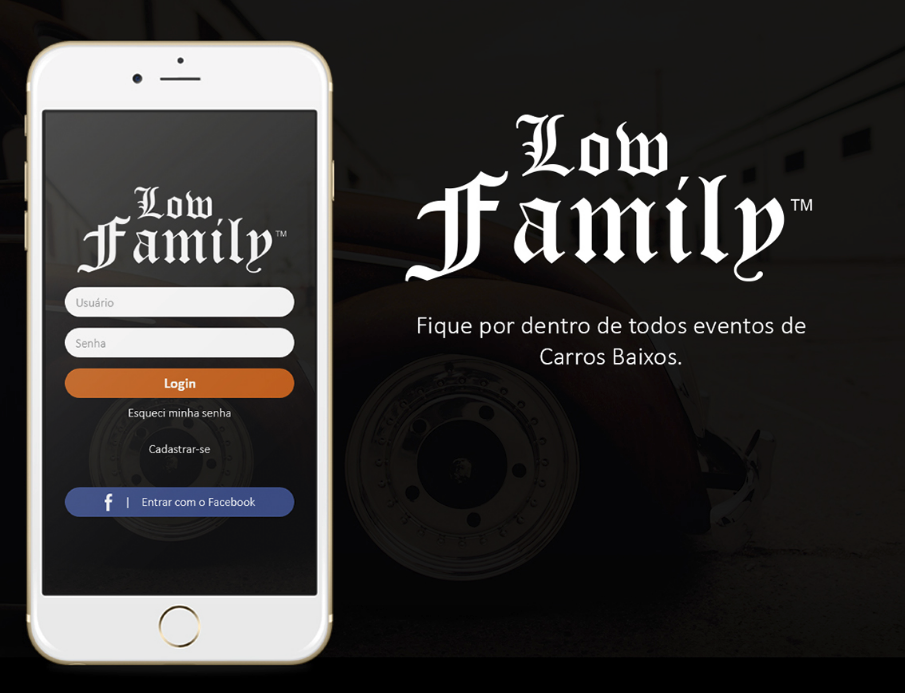 Low
Family™
Usuário
Senha
Login
Esqueci minha senha
Cadastrar-se
f | Entrar com o Facebook
Low
Family™
Fique por dentro de todos eventos de
Carros Baixos.